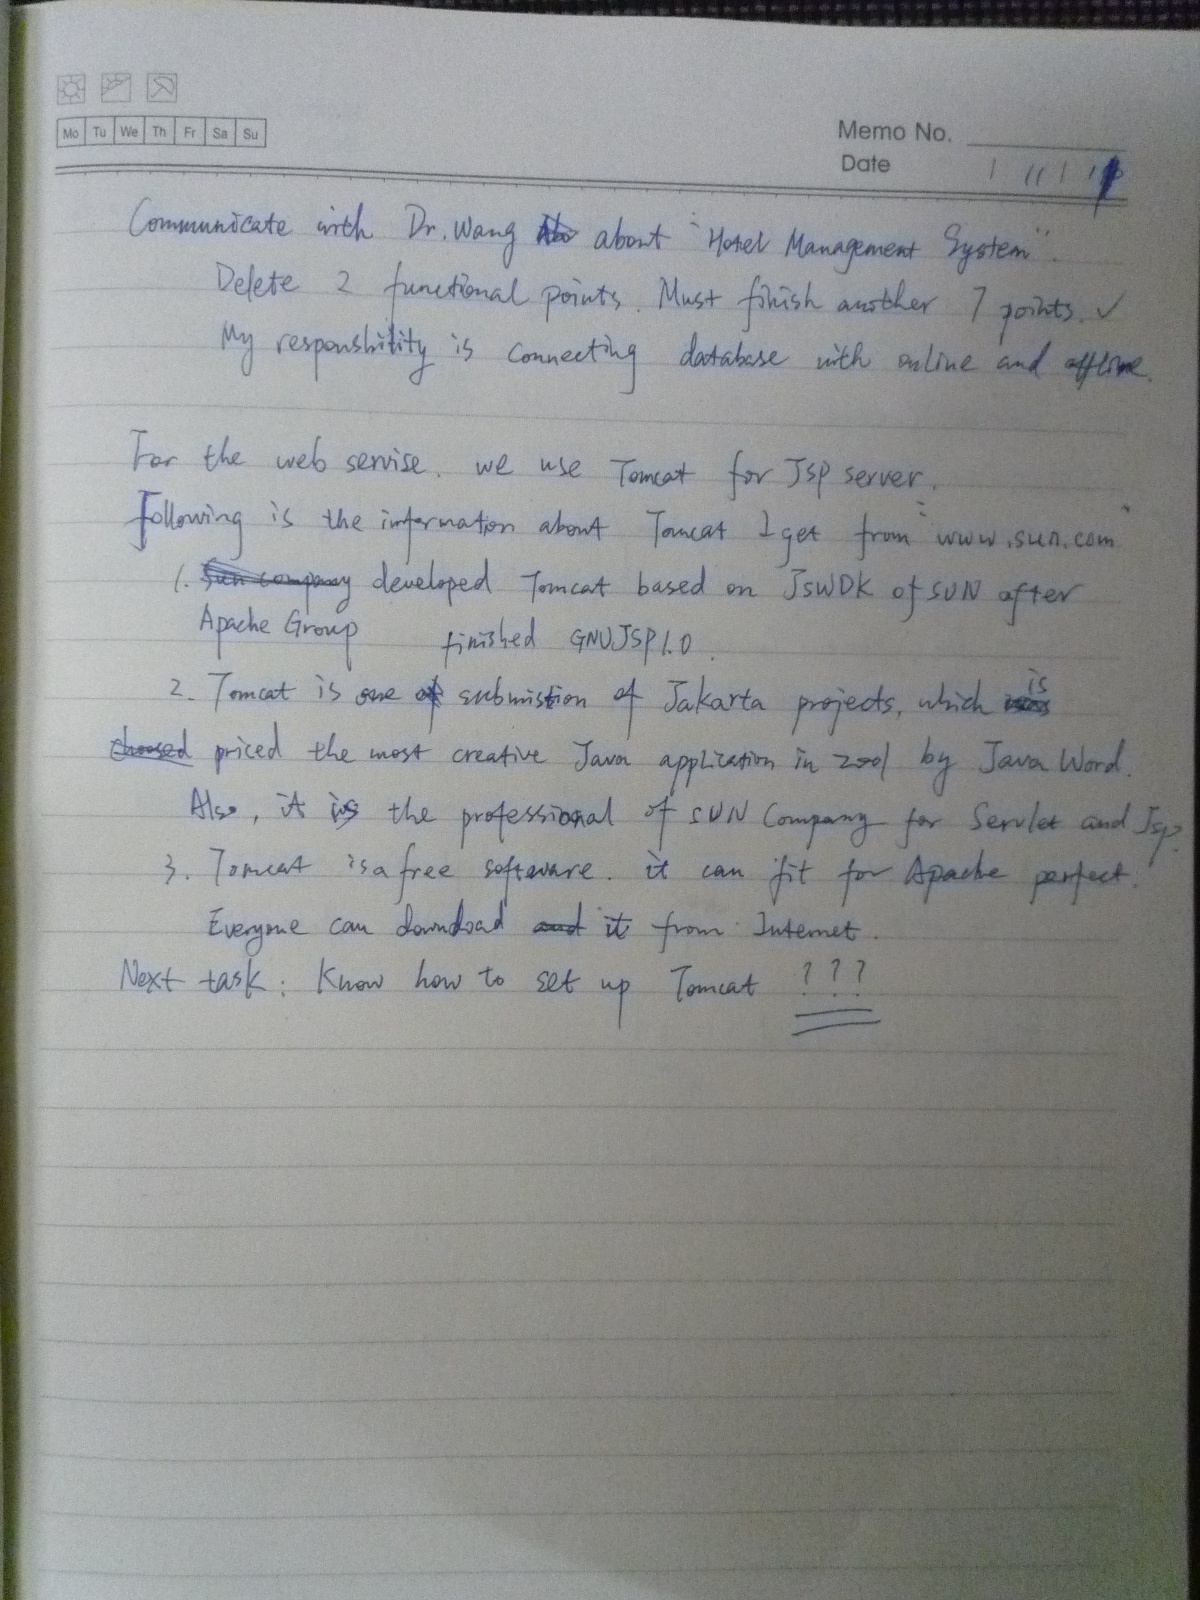 Mo Tu We Th Fr Sa Su
Memo No.
Date
Communicate with Dr. Wang about "Hotel Management System".
Delete 2 functional points. Must finish another 7 points. ✓
My responsibility is connecting database with online and offline.
For the web servise. we use Tomcat for JSP server.
Following is the information about Tomcat I get from "www.sun.com"
1. Sun company developed Tomcat based on JSWDK of SUN after
Apache Group finished GNUJSP1.0.
2. Tomcat is one of submission of Jakarta projects, which is
choosed priced the most creative Java application in 2001 by Java Word.
Also, it is the professional of SUN Company for Servlet and Jsp.
3. Tomcat is a free software. it can fit for Apache perfect.
Everyone can download and it from Internet.
Next task: Know how to set up Tomcat ???